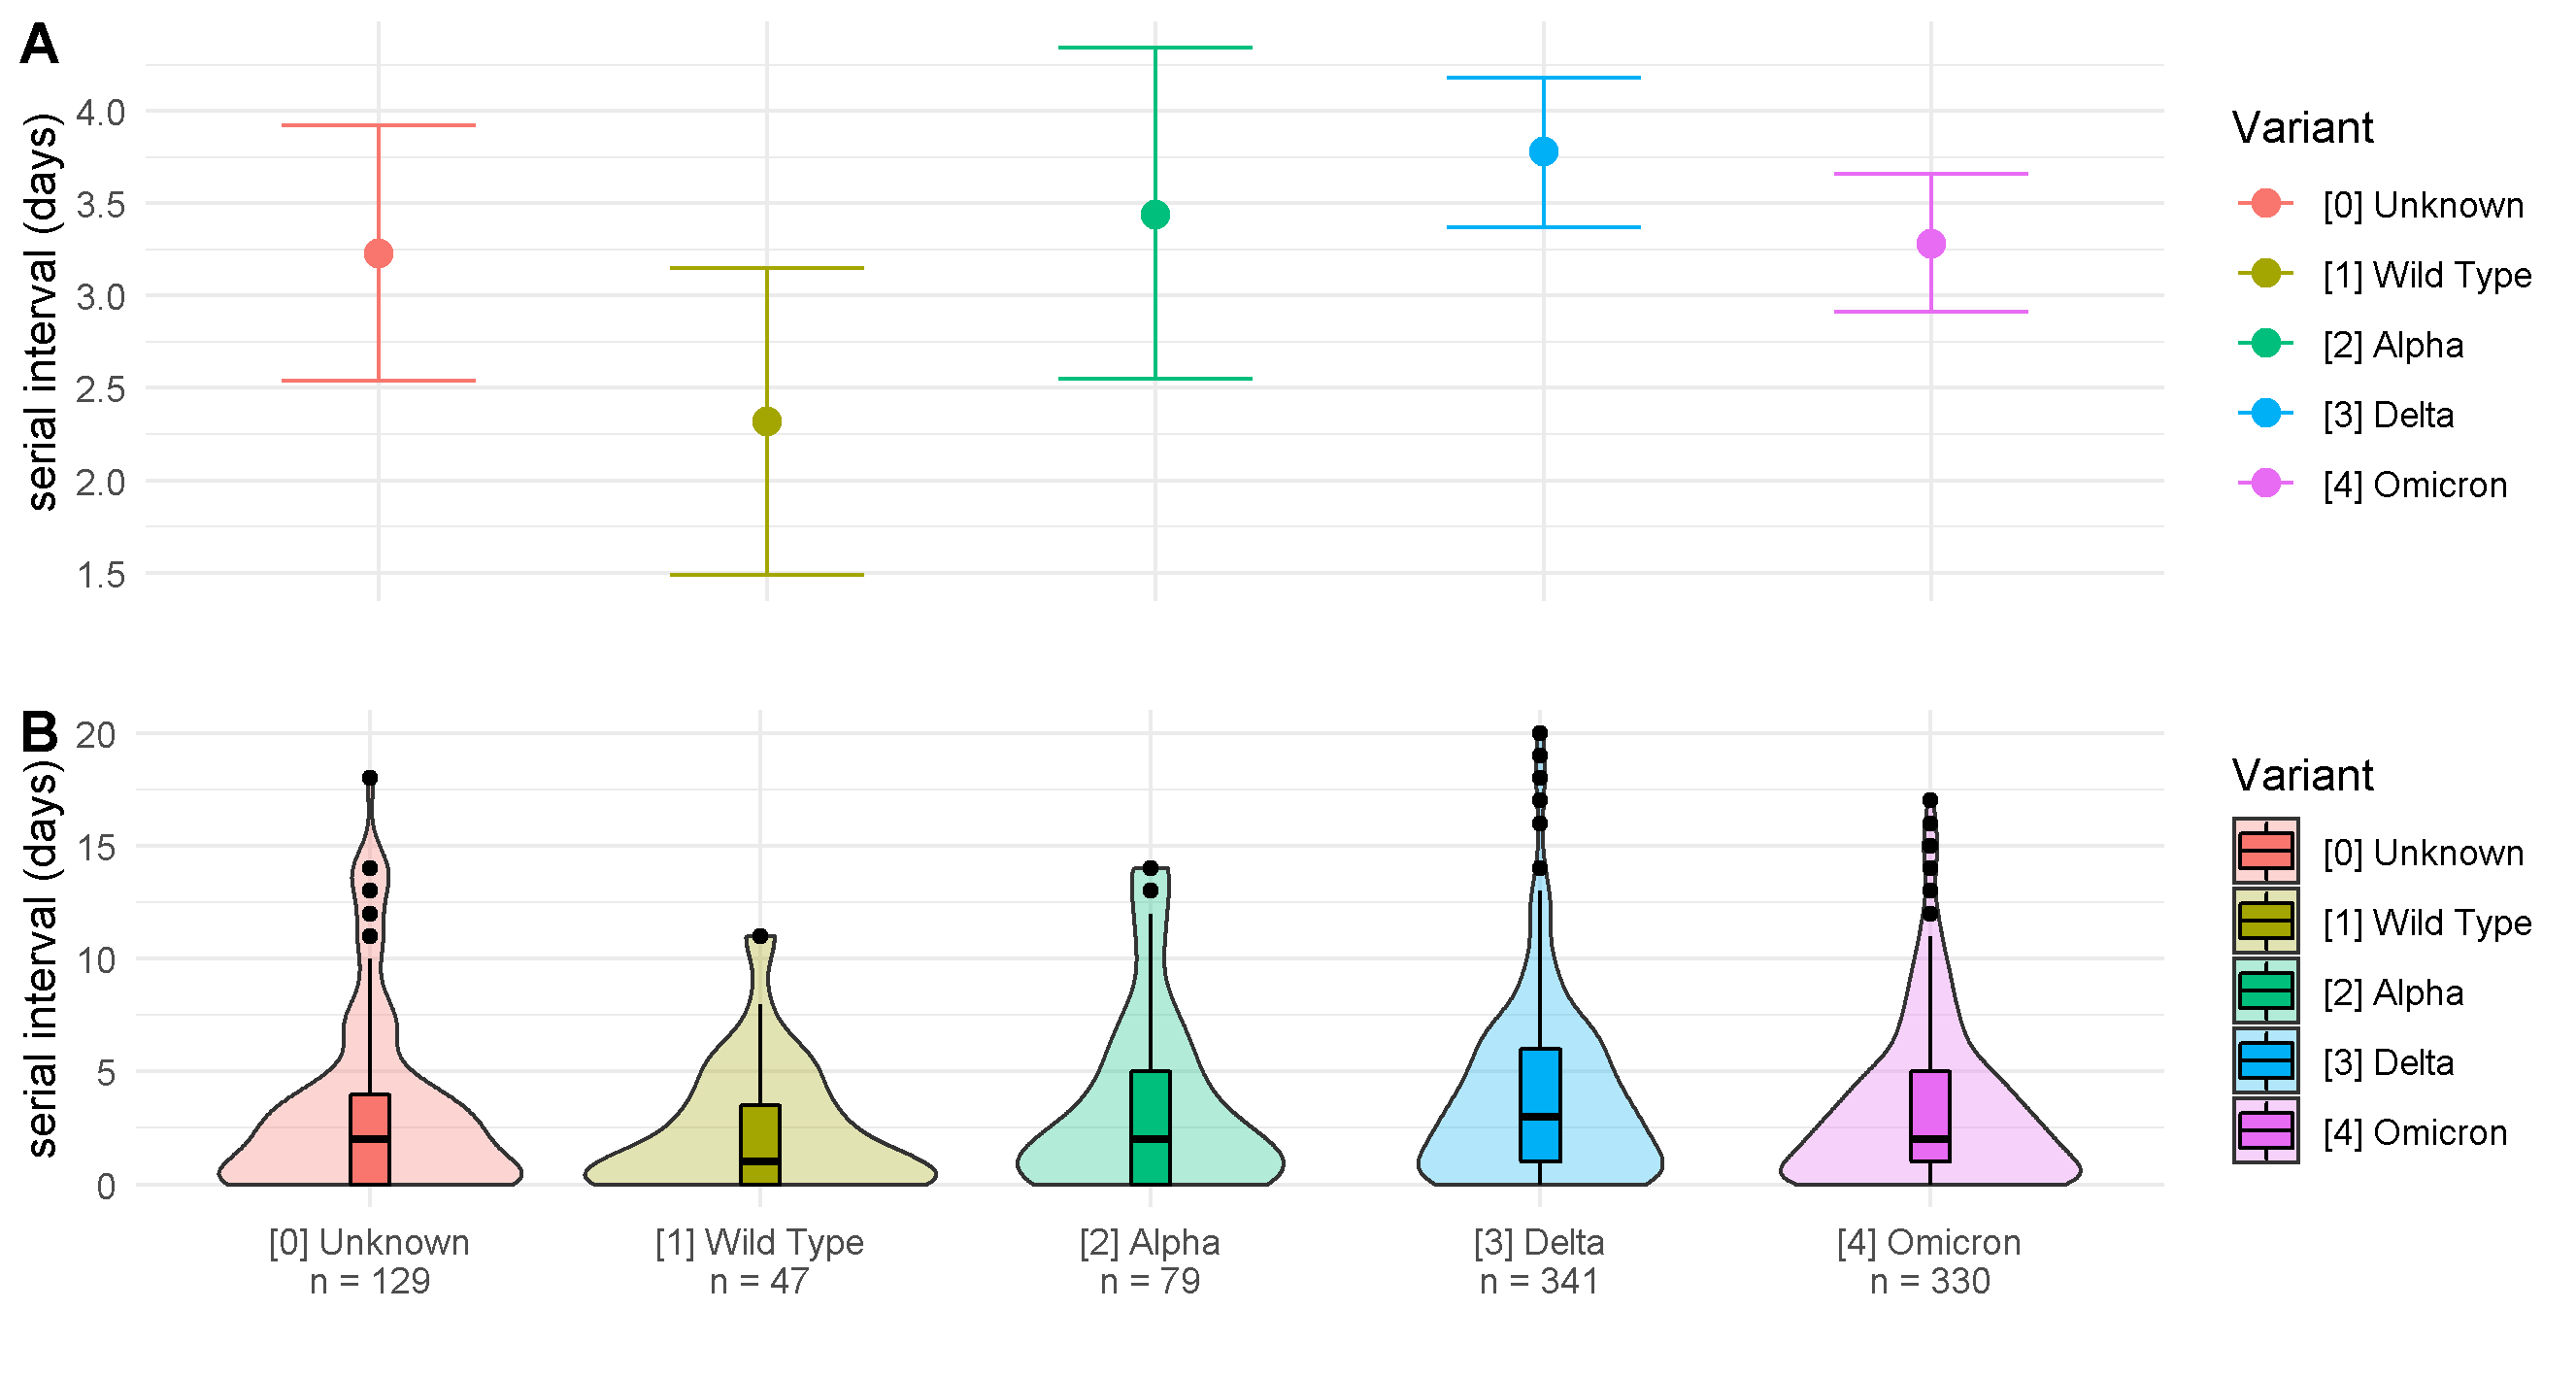 A
serial interval (days)
4.0
3.5
3.0
2.5
2.0
1.5
Variant
[0] Unknown
[1] Wild Type
[2] Alpha
[3] Delta
[4] Omicron
B
serial interval (days)
20
15
10
5
0
[0] Unknown
n = 129
[1] Wild Type
n = 47
[2] Alpha
n = 79
[3] Delta
n = 341
[4] Omicron
n = 330
Variant
[0] Unknown
[1] Wild Type
[2] Alpha
[3] Delta
[4] Omicron